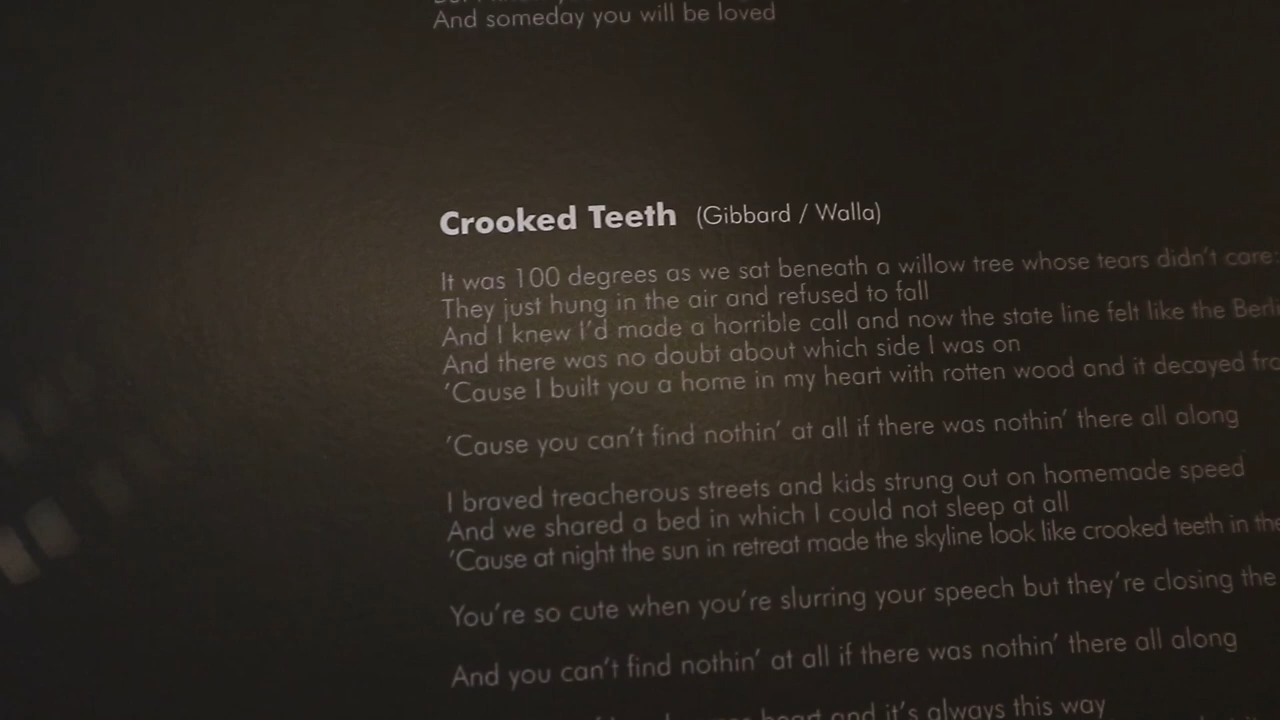 And someday you will be loved
Crooked Teeth (Gibbard / Walla)
It was 100 degrees as we sat beneath a willow tree whose tears didn't care
They just hung in the air and refused to fall
And I knew I'd made a horrible call and now the state line felt like the
And there was no doubt about which side I was on
'Cause I built you a home in my heart with rotten wood and it decayed
'Cause you can't find nothin' at all if there was nothin' there all along
I braved treacherous streets and kids strung out on homemade speed
And we shared a bed in which I could not sleep at all
'Cause at night the sun in retreat made the skyline look like crooked teeth in
You're so cute when you're slurring your speech but they're closing the
And you can't find nothin' at all if there was nothin' there all along
heart and it's always this way